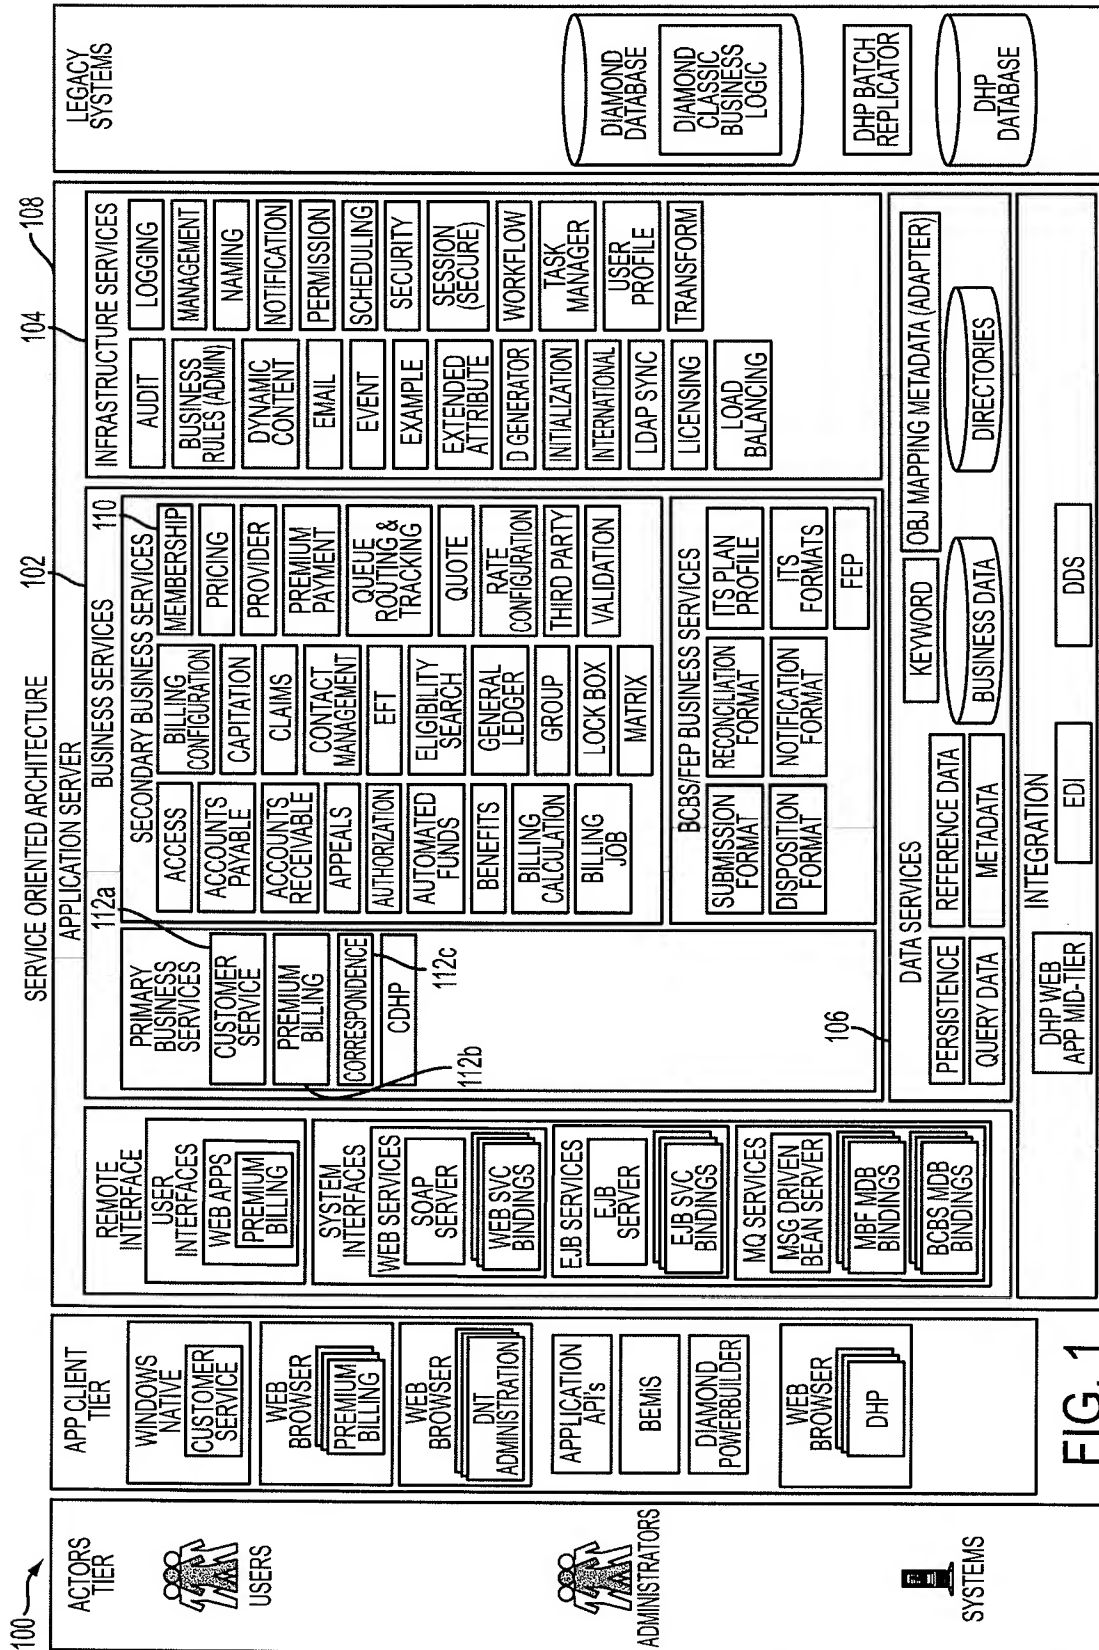 SERVICE ORIENTED ARCHITECTURE
100
ACTORS
TIER
USERS
ADMINISTRATORS
SYSTEMS
APP CLIENT
TIER
WINDOWS
NATIVE
CUSTOMER
SERVICE
WEB
BROWSER
PREMIUM
BILLING
WEB
BROWSER
DNT
ADMINISTRATION
APPLICATION
API's
BEMiS
DIAMOND
POWERBUILDER
WEB
BROWSER
DHP
APPLICATION SERVER
108
REMOTE
INTERFACE
USER
INTERFACES
WEB APPS
PREMIUM
BILLING
SYSTEM
INTERFACES
WEB SERVICES
SOAP
SERVER
WEB SVC
BINDINGS
EJB SERVICES
EJB
SERVER
EJB SVC
BINDINGS
MQ SERVICES
MSG DRIVEN
BEAN SERVER
MBF MDB
BINDINGS
BCBS MDB
BINDINGS
BUSINESS SERVICES
102
PRIMARY
BUSINESS
SERVICES
112a
CUSTOMER
SERVICE
PREMIUM
BILLING
112b
CORRESPONDENCE
112c
CDHP
SECONDARY BUSINESS SERVICES
110
ACCESS
ACCOUNTS
PAYABLE
ACCOUNTS
RECEIVABLE
APPEALS
AUTHORIZATION
AUTOMATED
FUNDS
BENEFITS
BILLING
CALCULATION
BILLING
JOB
BILLING
CONFIGURATION
CAPITATION
CLAIMS
CONTACT
MANAGEMENT
EFT
ELIGIBILITY
SEARCH
GENERAL
LEDGER
GROUP
LOCK BOX
MATRIX
MEMBERSHIP
PRICING
PROVIDER
PREMIUM
PAYMENT
QUEUE
ROUTING &
TRACKING
QUOTE
RATE
CONFIGURATION
THIRD PARTY
VALIDATION
BCBS/FEP BUSINESS SERVICES
SUBMISSION
FORMAT
DISPOSITION
FORMAT
RECONCILIATION
FORMAT
NOTIFICATION
FORMAT
ITS PLAN
PROFILE
ITS
FORMATS
FEP
INFRASTRUCTURE SERVICES
104
AUDIT
BUSINESS
RULES (ADMIN)
DYNAMIC
CONTENT
EMAIL
EVENT
EXAMPLE
EXTENDED
ATTRIBUTE
D GENERATOR
INITIALIZATION
INTERNATIONAL
LDAP SYNC
LICENSING
LOAD
BALANCING
LOGGING
MANAGEMENT
NAMING
NOTIFICATION
PERMISSION
SCHEDULING
SECURITY
SESSION
(SECURE)
WORKFLOW
TASK
MANAGER
USER
PROFILE
TRANSFORM
106
DATA SERVICES
PERSISTENCE
QUERY DATA
REFERENCE DATA
METADATA
KEYWORD
OBJ MAPPING METADATA (ADAPTER)
BUSINESS DATA
DIRECTORIES
INTEGRATION
DHP WEB
APP MID-TIER
EDI
DDS
LEGACY
SYSTEMS
DIAMOND
DATABASE
DIAMOND
CLASSIC
BUSINESS
LOGIC
DHP BATCH
REPLICATOR
DHP
DATABASE
FIG. 1